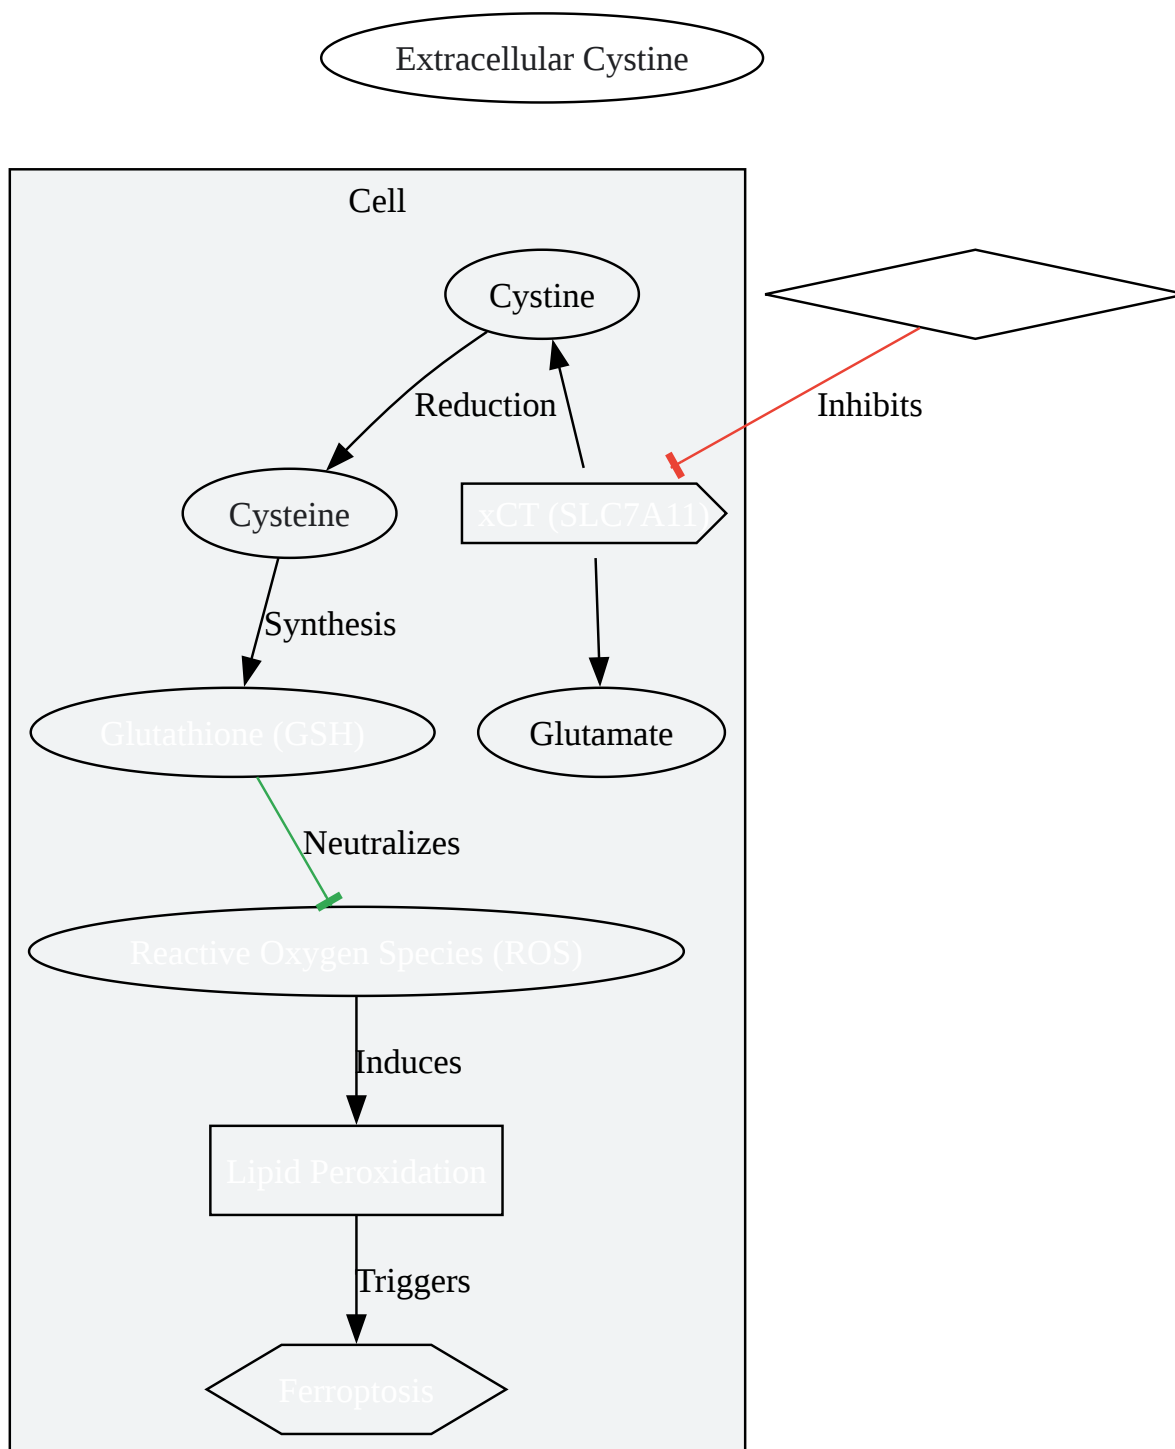 Extracellular Cystine
Cell
Cystine
Reduction
Inhibits
Cysteine
xCT (SLC7A11)
Synthesis
Glutathione (GSH)
Glutamate
Neutralizes
Reactive Oxygen Species (ROS)
Induces
Lipid Peroxidation
Triggers
Ferroptosis